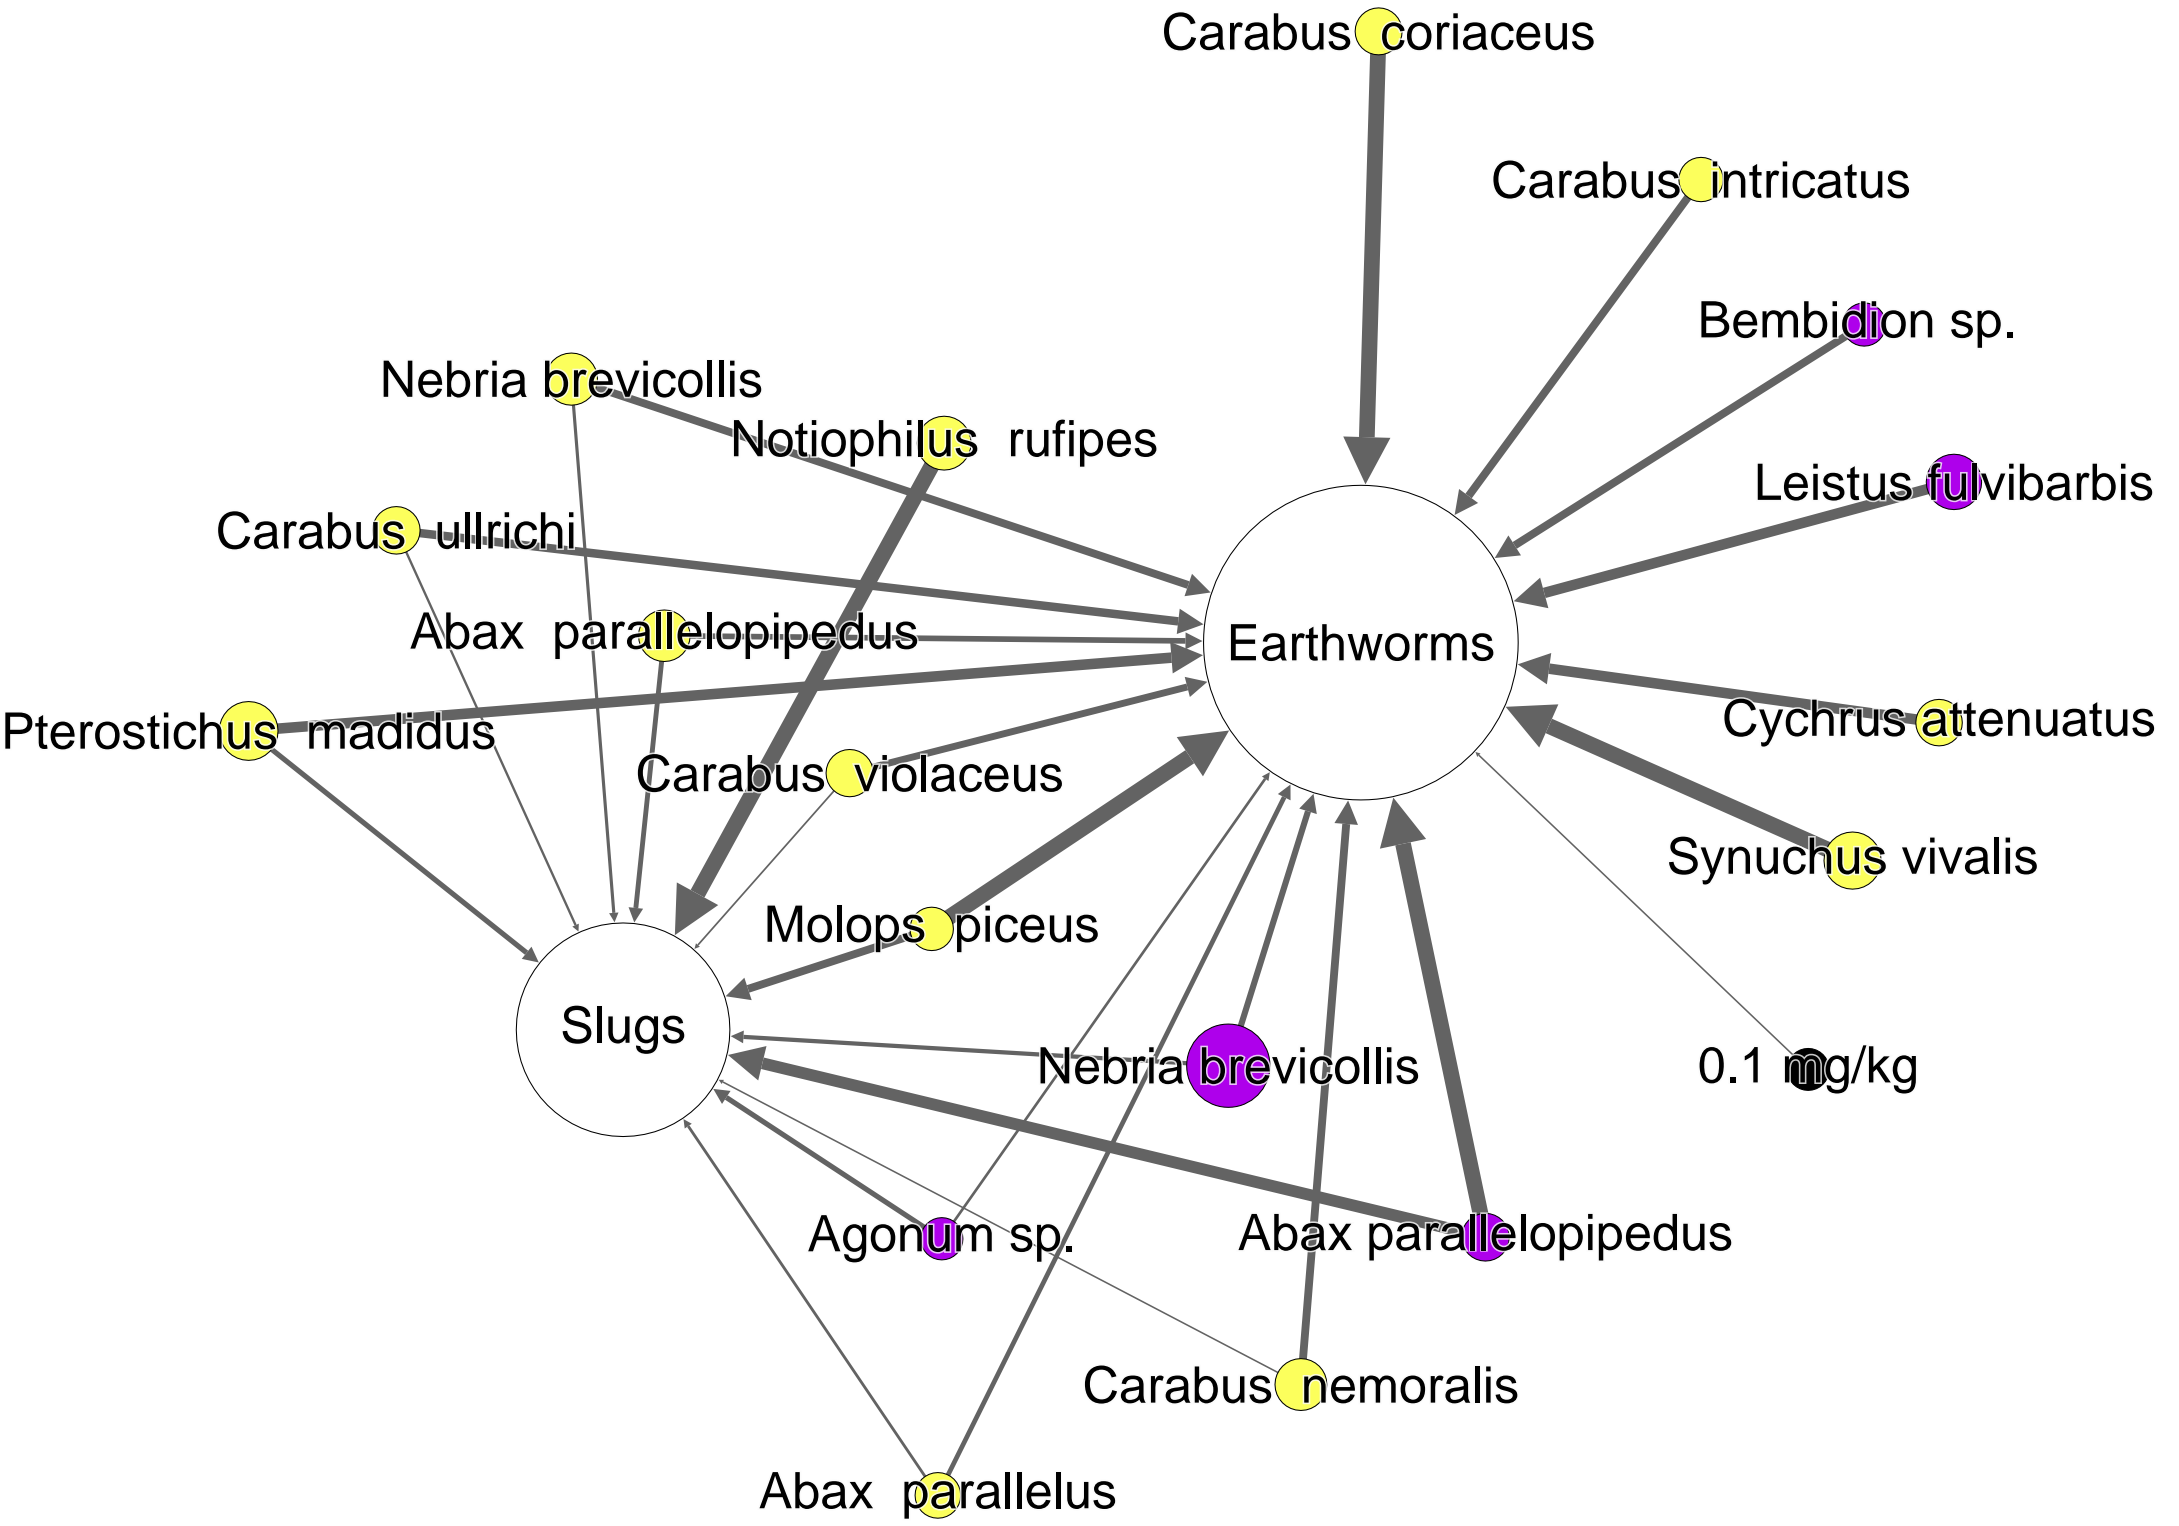 Carabus coriaceus
Carabus intricatus
Bembidion sp.
Nebria brevicollis
Notiophilus rufipes
Leistus fulvibarbis
Carabus ullrichi
Abax parallelopipedus
Earthworms
Pterostichus madidus
Cychrus attenuatus
Carabus violaceus
Synuchus vivalis
Molops piceus
Slugs
Nebria brevicollis
0.1 mg/kg
Agonum sp.
Abax parallelopipedus
Carabus nemoralis
Abax parallelus